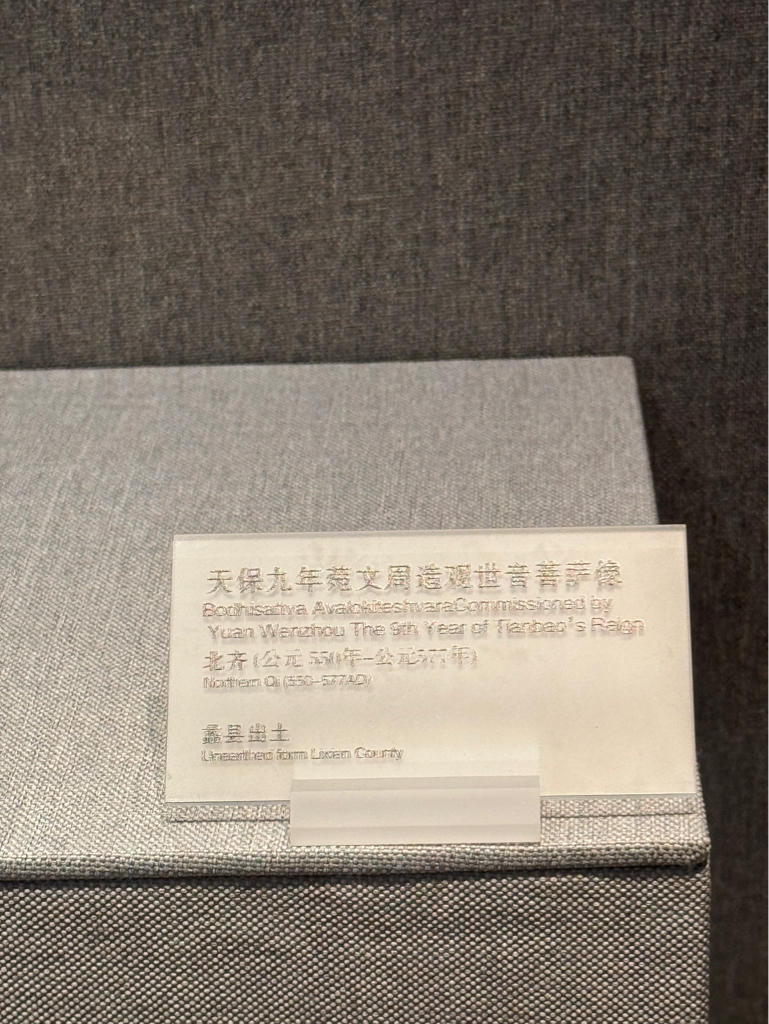 天保九年苑文周造观世音菩萨像
Bodhisattva AvalokiteshvaraCommissioned by
Yuan Wenzhou The 9th Year of Tianbao's Reign
北齐 (公元 550年-公元577年)
Northern Qi (550-577AD)
蠡县出土
Unearthed form Lixian County